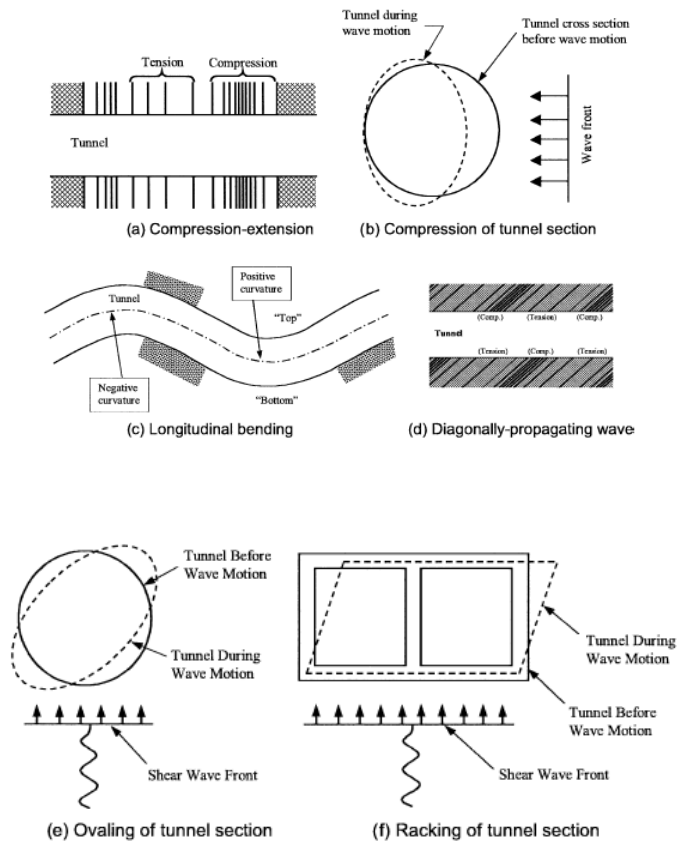 Tension
Compression
Tunnel
(a) Compression-extension
Tunnel during
wave motion
Tunnel cross section
before wave motion
Wave front
(b) Compression of tunnel section
Tunnel
Positive
curvature
"Top"
Negative
curvature
"Bottom"
(c) Longitudinal bending
(Comp.) (Tension) (Comp.)
Tunnel
(Tension) (Comp.) (Tension)
(d) Diagonally-propagating wave
Tunnel Before
Wave Motion
Tunnel During
Wave Motion
Shear Wave Front
(e) Ovaling of tunnel section
Tunnel During
Wave Motion
Tunnel Before
Wave Motion
Shear Wave Front
(f) Racking of tunnel section